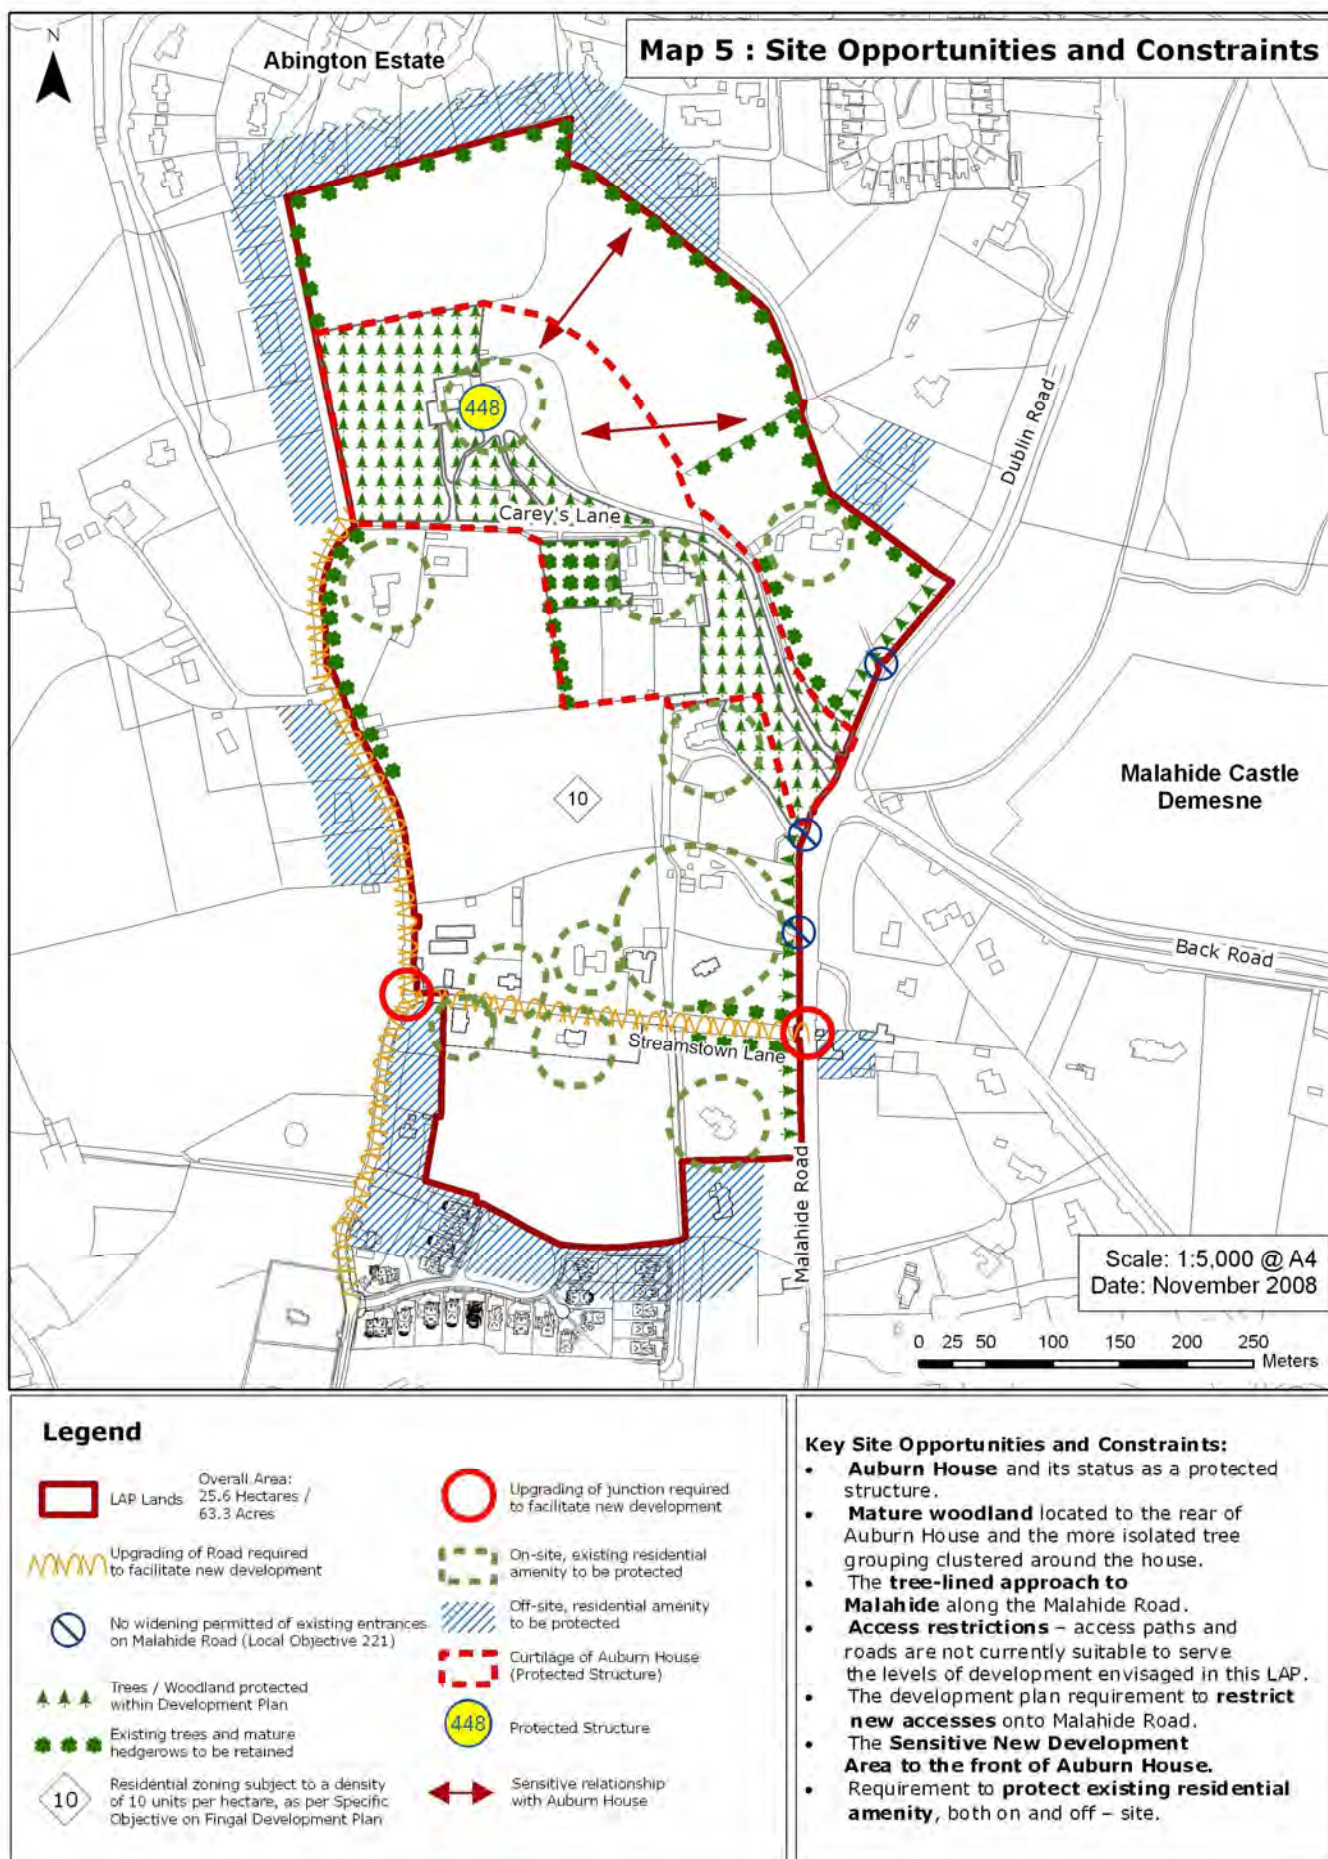 N
Abington Estate
Map 5 : Site Opportunities and Constraints
448
Carey's Lane
Dublin Road
10
Malahide Castle
Demesne
Back Road
Streamstown Lane
Malahide Road
Scale: 1:5,000 @ A4
Date: November 2008
0 25 50 100 150 200 250
Meters
Legend
LAP Lands
Overall Area:
25.6 Hectares /
63.3 Acres
Upgrading of Road required
to facilitate new development
No widening permitted of existing entrances
on Malahide Road (Local Objective 221)
Trees / Woodland protected
within Development Plan
Existing trees and mature
hedgerows to be retained
10
Residential zoning subject to a density
of 10 units per hectare, as per Specific
Objective on Fingal Development Plan
Upgrading of junction required
to facilitate new development
On-site, existing residential
amenity to be protected
Off-site, residential amenity
to be protected
Curtilage of Auburn House
(Protected Structure)
448
Protected Structure
Sensitive relationship
with Auburn House
Key Site Opportunities and Constraints:
• Auburn House and its status as a protected
structure.
• Mature woodland located to the rear of
Auburn House and the more isolated tree
grouping clustered around the house.
• The tree-lined approach to
Malahide along the Malahide Road.
• Access restrictions – access paths and
roads are not currently suitable to serve
the levels of development envisaged in this LAP.
• The development plan requirement to restrict
new accesses onto Malahide Road.
• The Sensitive New Development
Area to the front of Auburn House.
• Requirement to protect existing residential
amenity, both on and off – site.